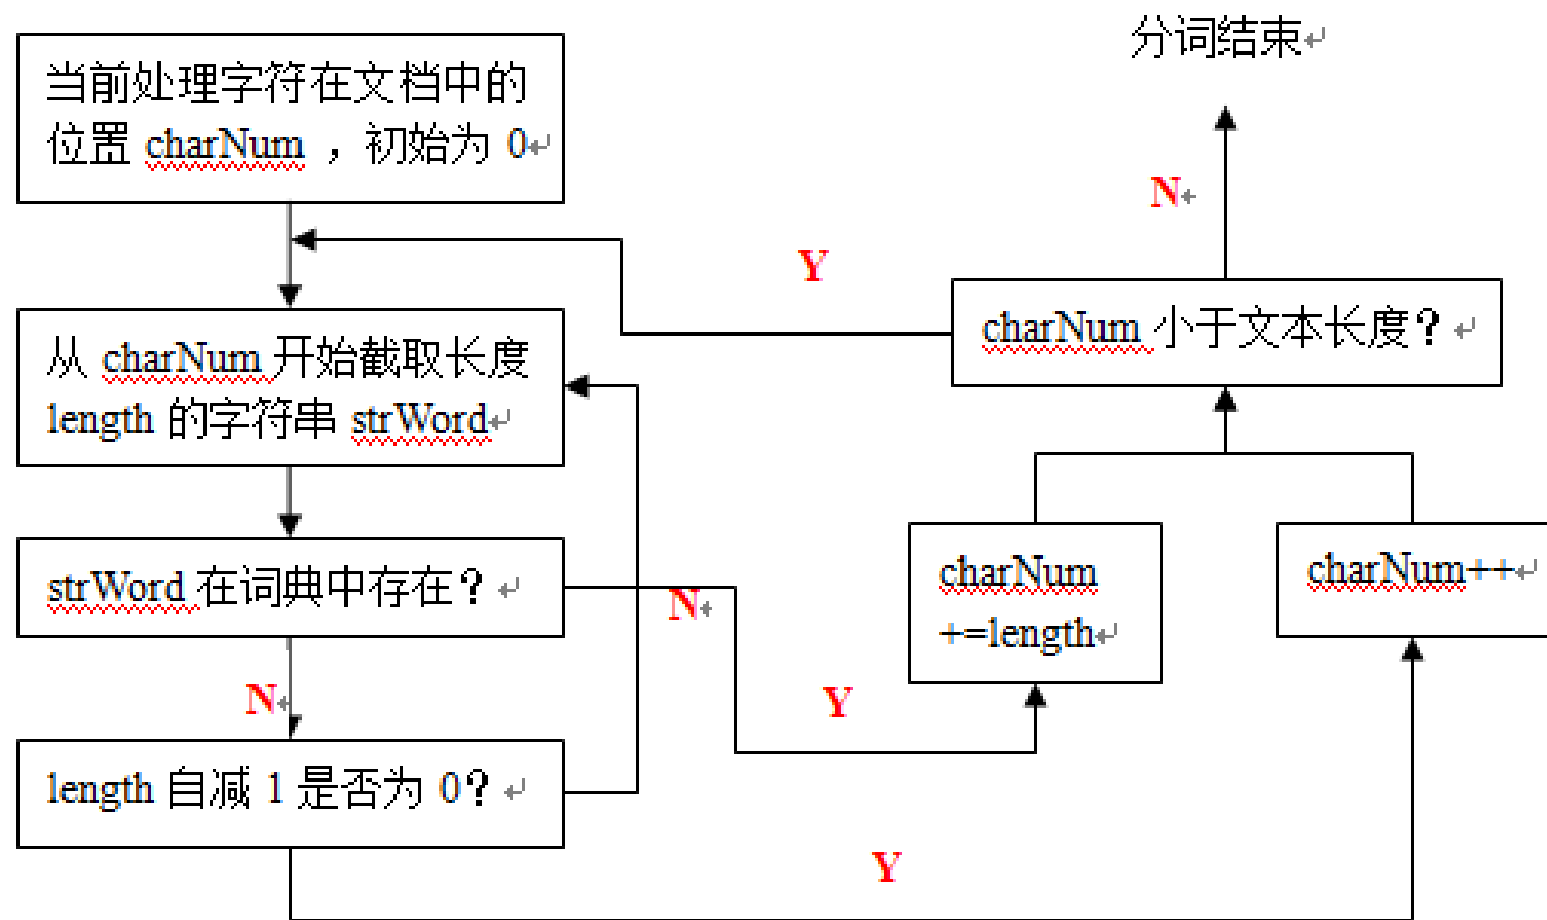 当前处理字符在文档中的
位置 charNum ，初始为 0
从 charNum 开始截取长度
length 的字符串 strWord
strWord 在词典中存在？
N
length 自减 1 是否为 0？
N
Y
Y
Y
分词结束
N
charNum 小于文本长度？
charNum
+=length
charNum++